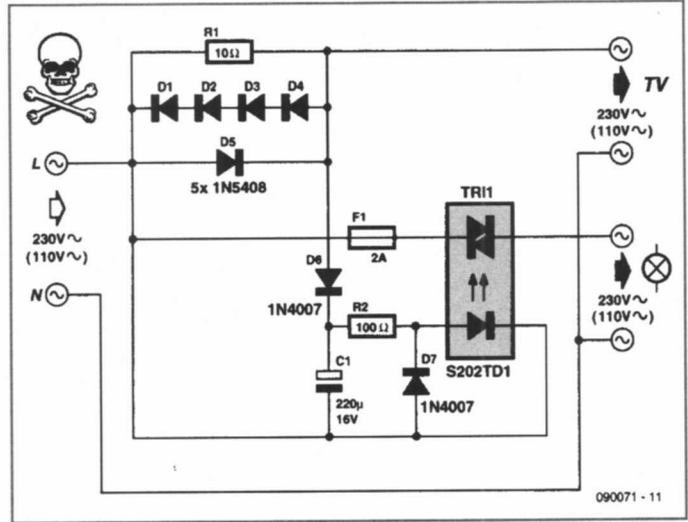 R1
10Ω
TV
D1 D2 D3 D4
230V~
(110V~)
D5
L
5x 1N5408
TRI1
F1
230V~
(110V~)
2A
D6
N
1N4007
R2
100Ω
230V~
(110V~)
C1
D7
S202TD1
220µ
16V
1N4007
090071 - 11